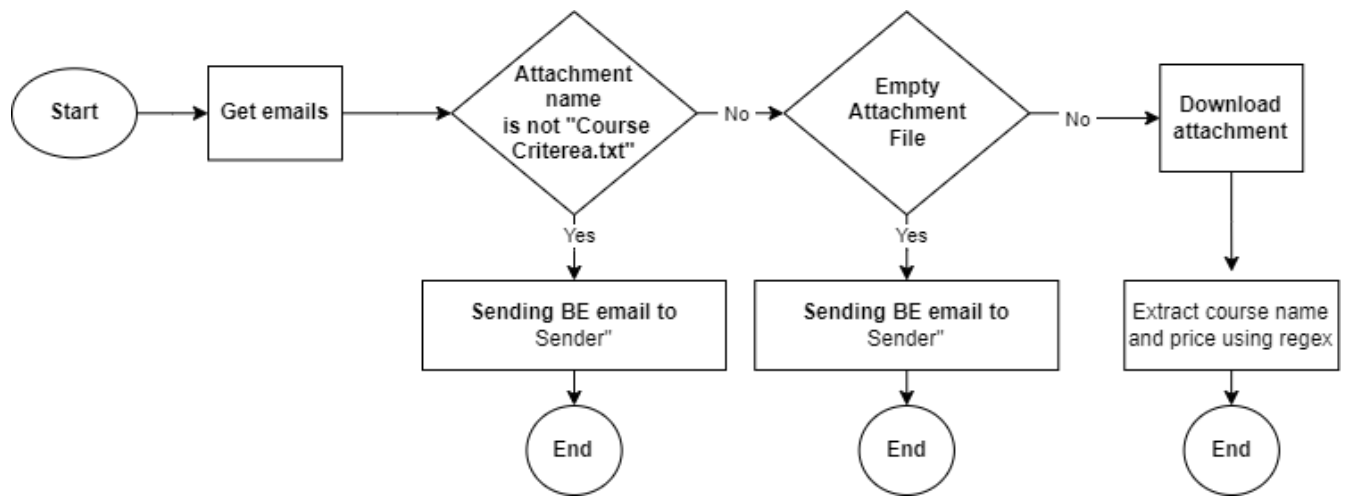 Start
Get emails
Attachment
name
is not "Course
Criterea.txt"
No
Empty
Attachment
File
No
Download
attachment
Yes
Yes
Sending BE email to
Sender"
Sending BE email to
Sender"
Extract course name
and price using regex
End
End
End